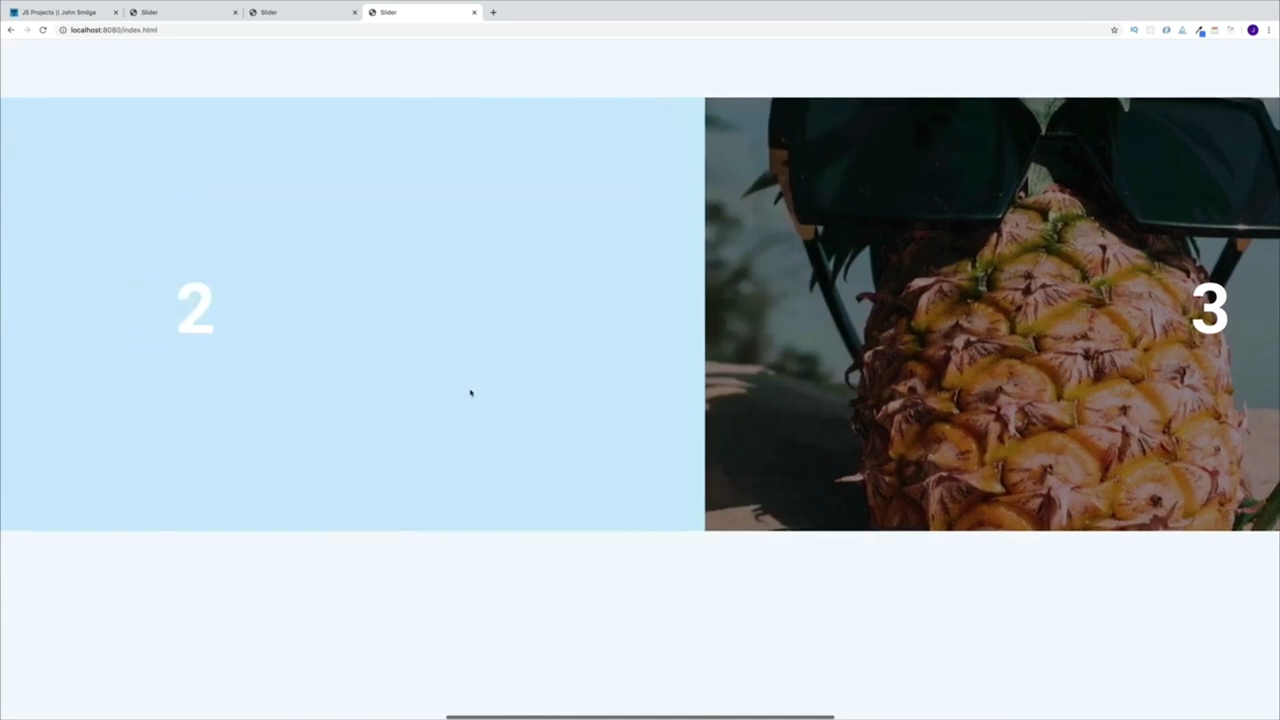 JS Projects || John Smilga
Slider
Slider
Slider
localhost:8080/index.html
J
2
3